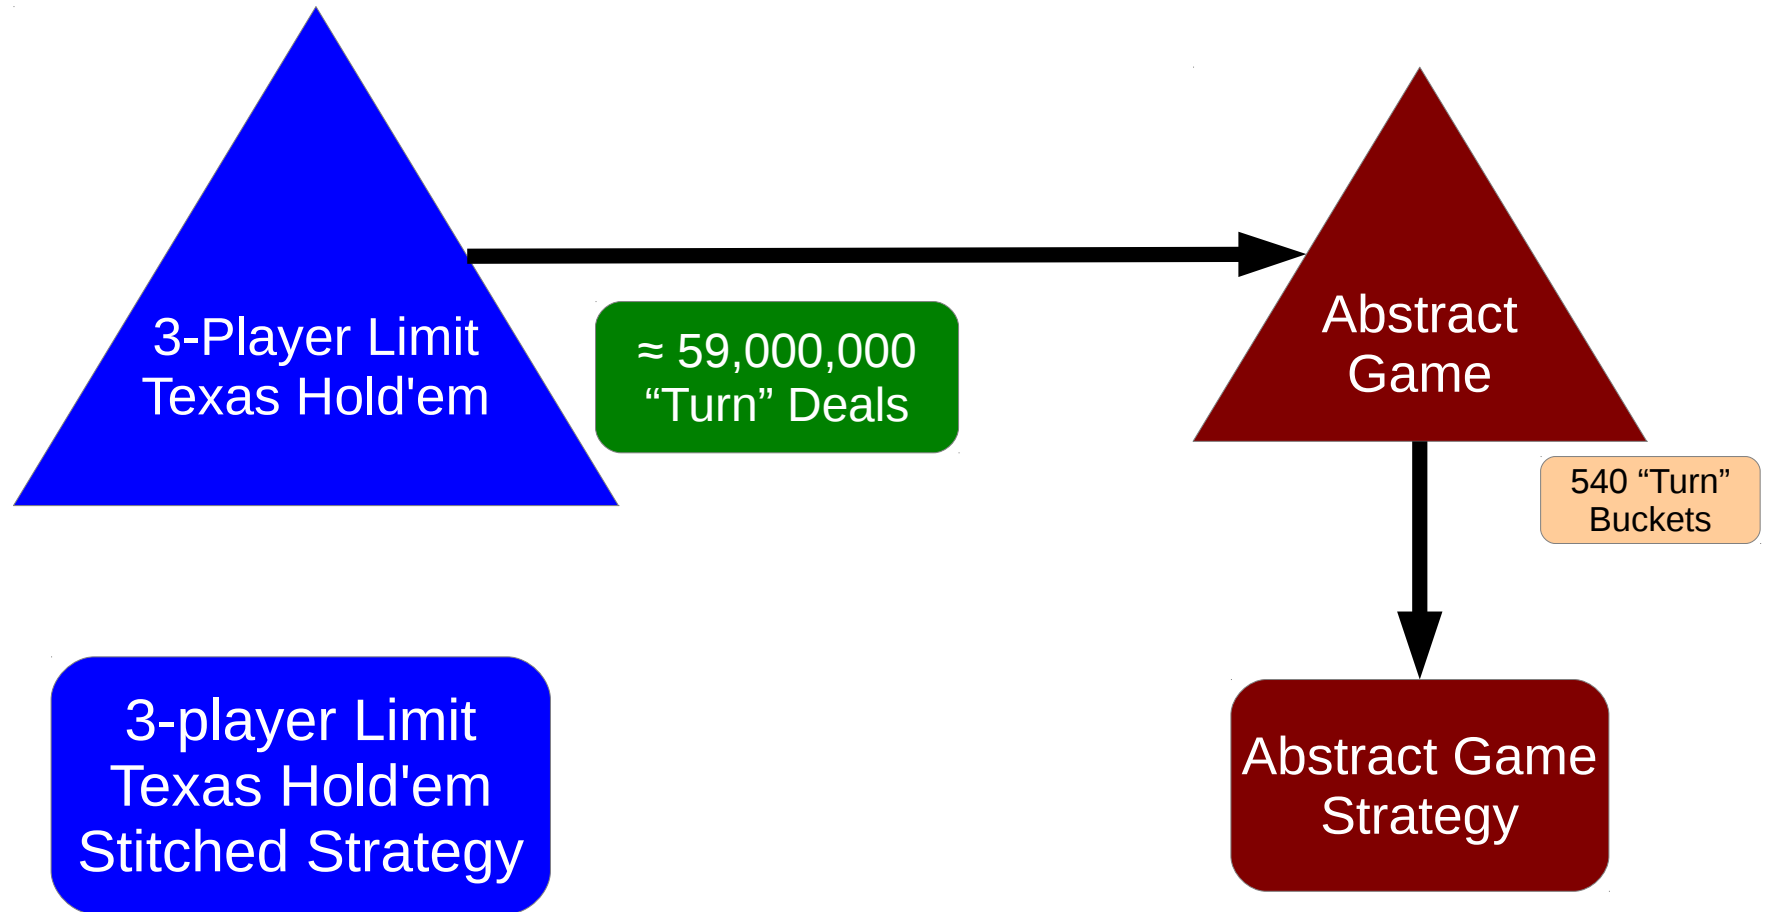 3-Player Limit
Texas Hold'em
≈ 59,000,000
“Turn” Deals
Abstract
Game
540 “Turn”
Buckets
3-player Limit
Texas Hold'em
Stitched Strategy
Abstract Game
Strategy